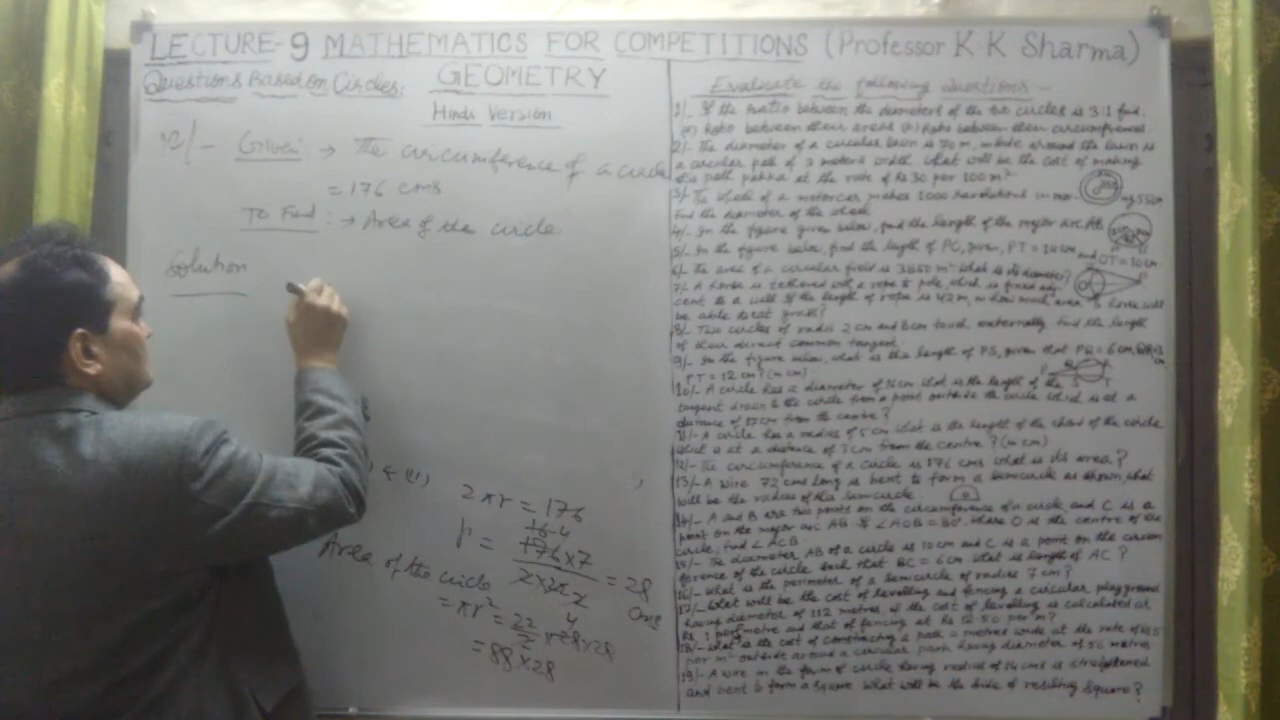 LECTURE-9 MATHEMATICS FOR COMPETITIONS (Professor K K Sharma)
Questions Based on Circles: GEOMETRY
Hindi Version
12/- Given → The circumference of a circle
= 176 cms
To Find :→ Area of the circle
Solution
(1)
2πr = 176
16 4
r = 176×7 = 28
2×22
cms
Area of the circle
= πr² = 22 ×28×28
4
7
= 88×28
Evaluate the following questions -
1/- If the ratio between the diameters of the two circles is 3:1 find.
(a) Ratio between their areas (b) Ratio between their circumferences
2/- The diameter of a circular lawn is 70 m, outside around the lawn is
a circular path of 7 meters width what will be the cost of making
this path pakka at the rate of Rs 30 per 100 m²
3/- The wheel of a motorcar makes 1000 revolutions in
Find the diameter of the wheel
4/- In the figure given below, find the length of the major arc AB
5/- In the figure below, find the length of PC, given, PT = 14 cm and OT = 10 cm
6/- The area of a circular field is 3850 m² what is its diameter?
7/- A horse is tethered with a rope to pole, which is fixed adj-
cent to a wall If the length of rope is 42 m, in how much area horse will
be able to eat grass?
8/- Two circles of radii 2 cm and 8 cm touch externally find the length
of their direct common tangent.
9/- In the figure below, what is the length of PS, given that PQ = 6 cm,
PT = 12 cm? (in cm)
10/- A circle has a diameter of 16 cm what is the length of the
tangent drawn to the circle from a point outside the circle which is at a
distance of 17 cm from the centre?
11/- A circle has a radius of 5 cm what is the length of the chord of the circle
which is at a distance of 3 cm from the centre? (in cm)
12/- The circumference of a circle is 176 cms what is its area?
13/- A wire 72 cms long is bent to form a semicircle as shown, what
will be the radius of this semicircle.
14/- A and B are two points on the circumference of a circle, and C is a
point on the major arc AB If ∠AOB = 80°, where O is the centre of the
circle, find ∠ACB.
15/- The diameter AB of a circle is 10 cm and C is a point on the circum
ference of the circle such that BC = 6 cm what is length of AC?
16/- What is the perimeter of a semicircle of radius 7 cm?
17/- What will be the cost of levelling and fencing a circular playground
having diameter of 112 metres if the cost of levelling is calculated at
Rs 1 per metre and that of fencing at Rs 12.50 per m?
18/- What is the cost of constructing a path metres wide at the rate of Rs 5
per m² outside around a circular park having diameter of 56 metres
19/- A wire in the form of circle having radius of 14 cms is straightened
and bent to form a square what will be the side of resulting square?